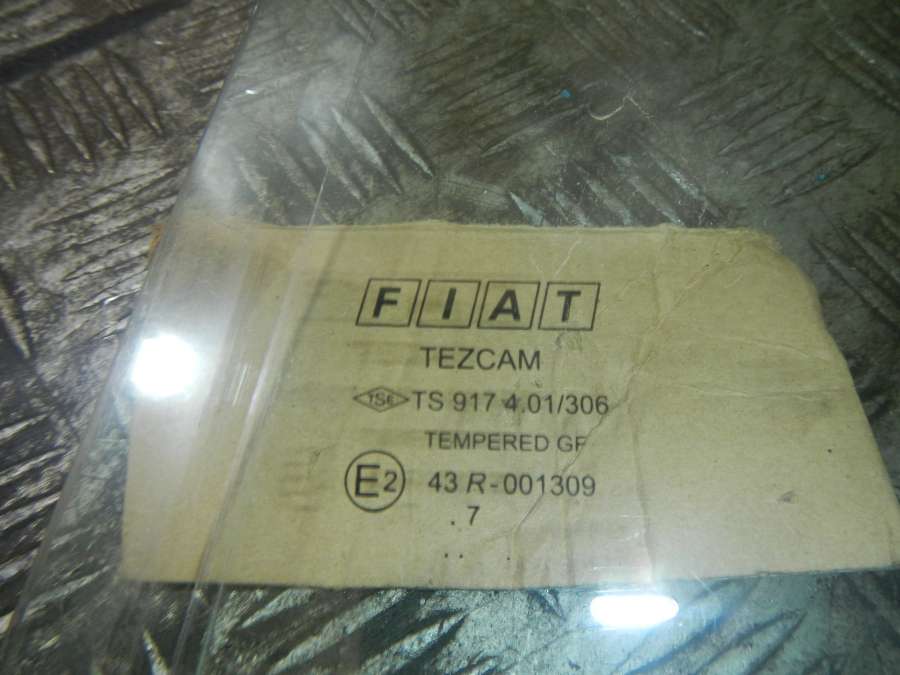 FIAT
TEZCAM
TSE TS 917 4.01/306
TEMPERED GF
E2 43 R-001309
. 7
. . .